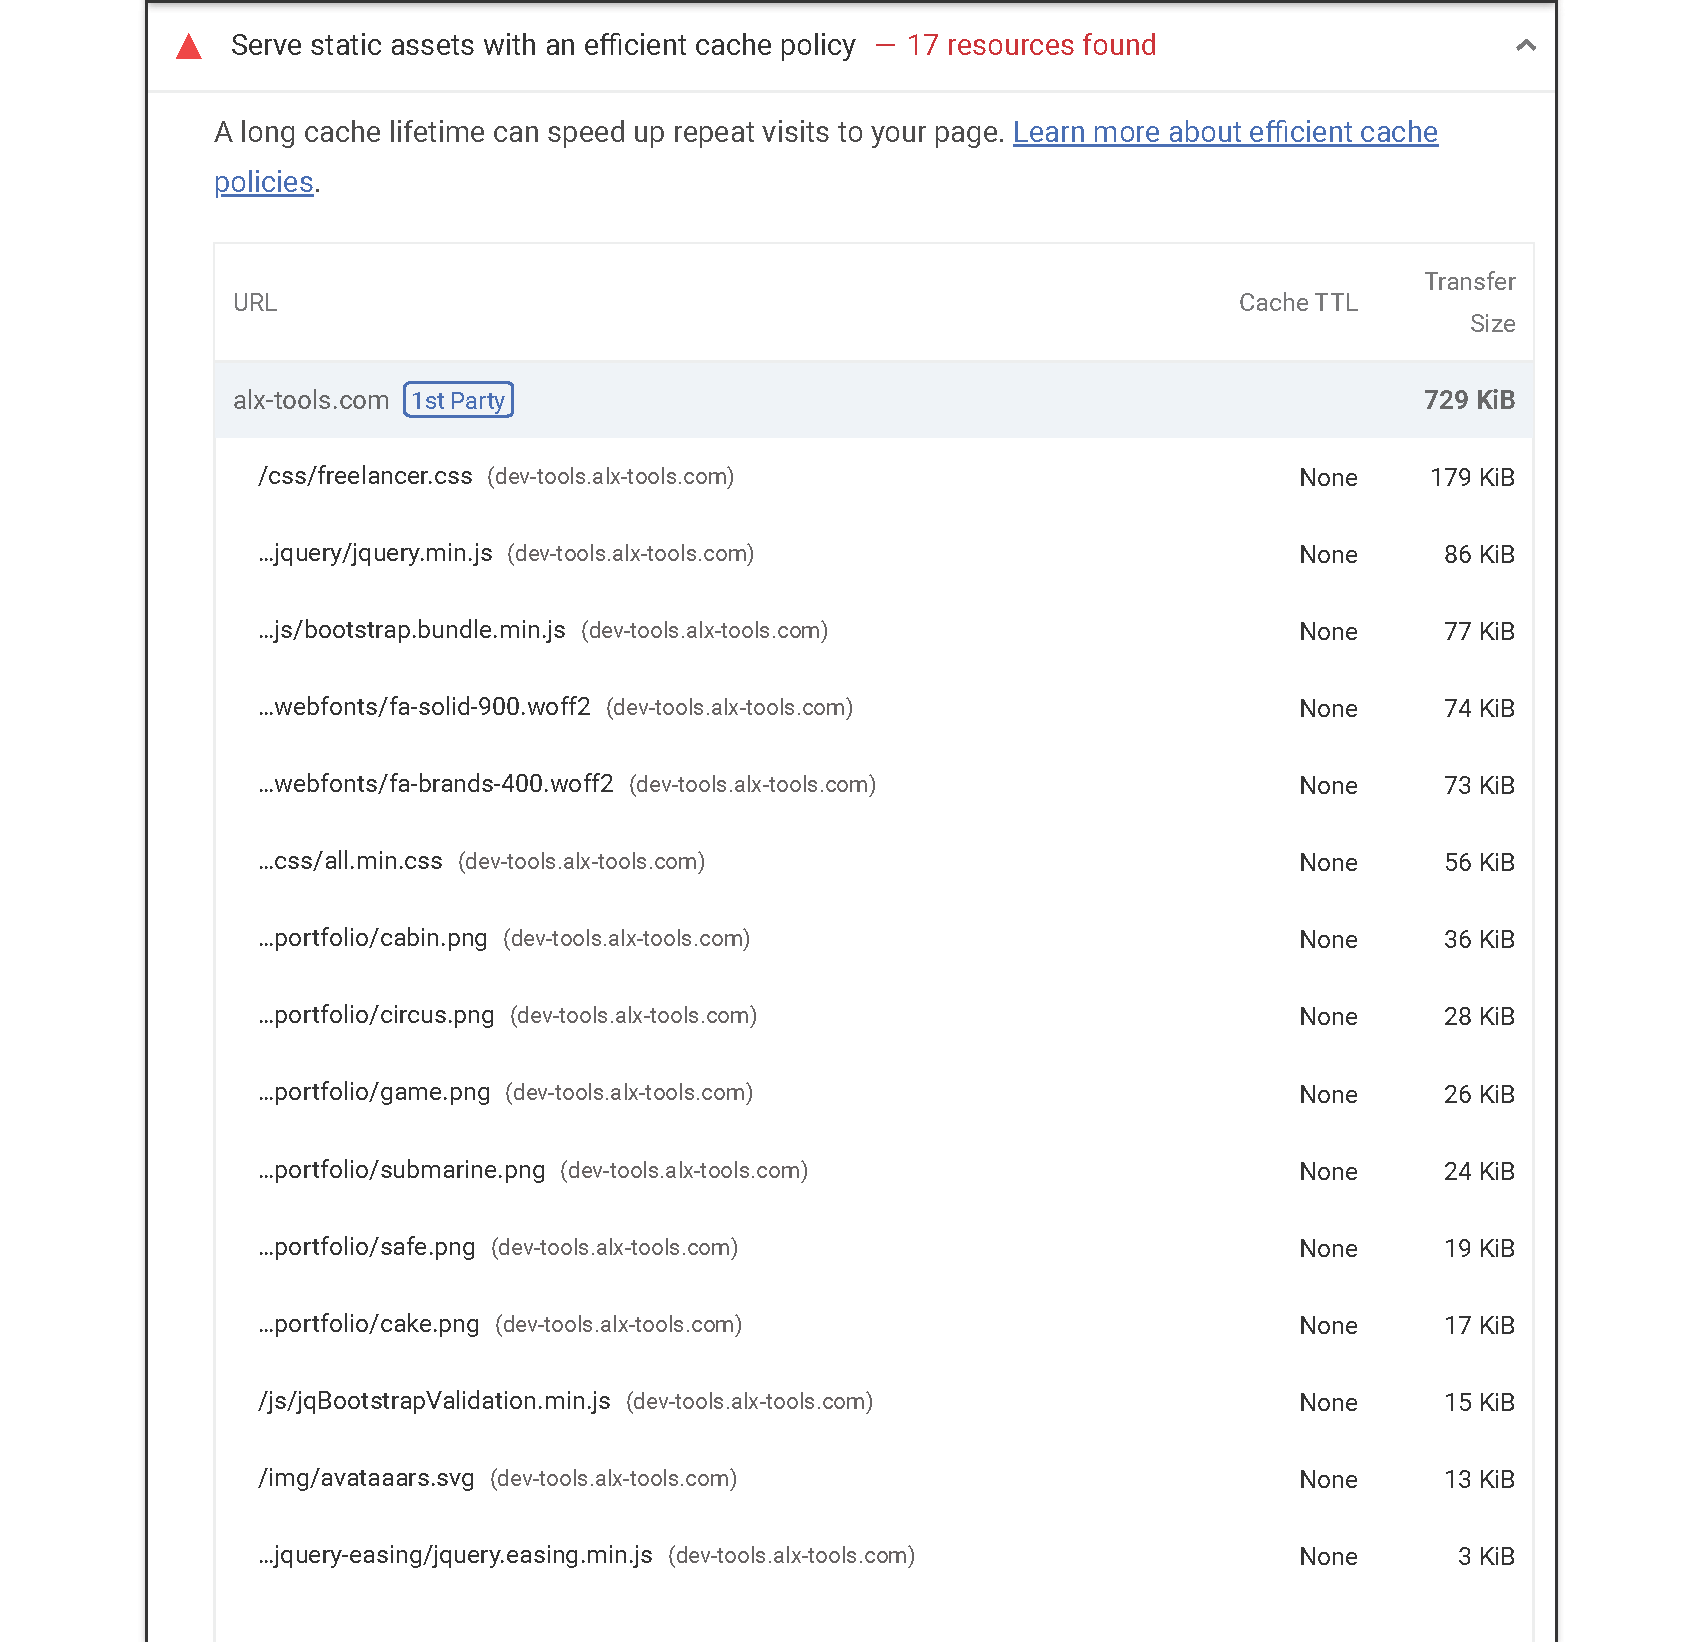 Serve static assets with an efficient cache policy — 17 resources found
A long cache lifetime can speed up repeat visits to your page. Learn more about efficient cache
policies.
URL Cache TTL Transfer Size
alx-tools.com 1st Party 729 KiB
/css/freelancer.css (dev-tools.alx-tools.com) None 179 KiB
…jquery/jquery.min.js (dev-tools.alx-tools.com) None 86 KiB
…js/bootstrap.bundle.min.js (dev-tools.alx-tools.com) None 77 KiB
…webfonts/fa-solid-900.woff2 (dev-tools.alx-tools.com) None 74 KiB
…webfonts/fa-brands-400.woff2 (dev-tools.alx-tools.com) None 73 KiB
…css/all.min.css (dev-tools.alx-tools.com) None 56 KiB
…portfolio/cabin.png (dev-tools.alx-tools.com) None 36 KiB
…portfolio/circus.png (dev-tools.alx-tools.com) None 28 KiB
…portfolio/game.png (dev-tools.alx-tools.com) None 26 KiB
…portfolio/submarine.png (dev-tools.alx-tools.com) None 24 KiB
…portfolio/safe.png (dev-tools.alx-tools.com) None 19 KiB
…portfolio/cake.png (dev-tools.alx-tools.com) None 17 KiB
/js/jqBootstrapValidation.min.js (dev-tools.alx-tools.com) None 15 KiB
/img/avataaars.svg (dev-tools.alx-tools.com) None 13 KiB
…jquery-easing/jquery.easing.min.js (dev-tools.alx-tools.com) None 3 KiB